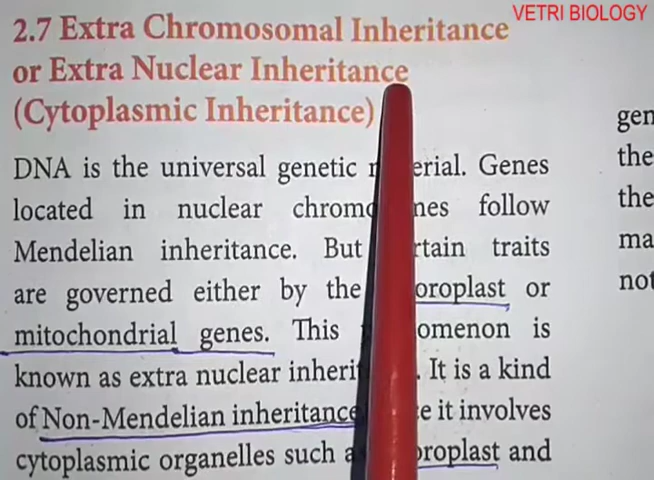 VETRI BIOLOGY
2.7 Extra Chromosomal Inheritance
or Extra Nuclear Inheritance
(Cytoplasmic Inheritance)
DNA is the universal genetic erial. Genes
located in nuclear chromo nes follow
Mendelian inheritance. But rtain traits
are governed either by the oroplast or
mitochondrial genes. This omenon is
known as extra nuclear inheri . It is a kind
of Non-Mendelian inheritance e it involves
cytoplasmic organelles such a roplast and
gen
the
the
ma
not